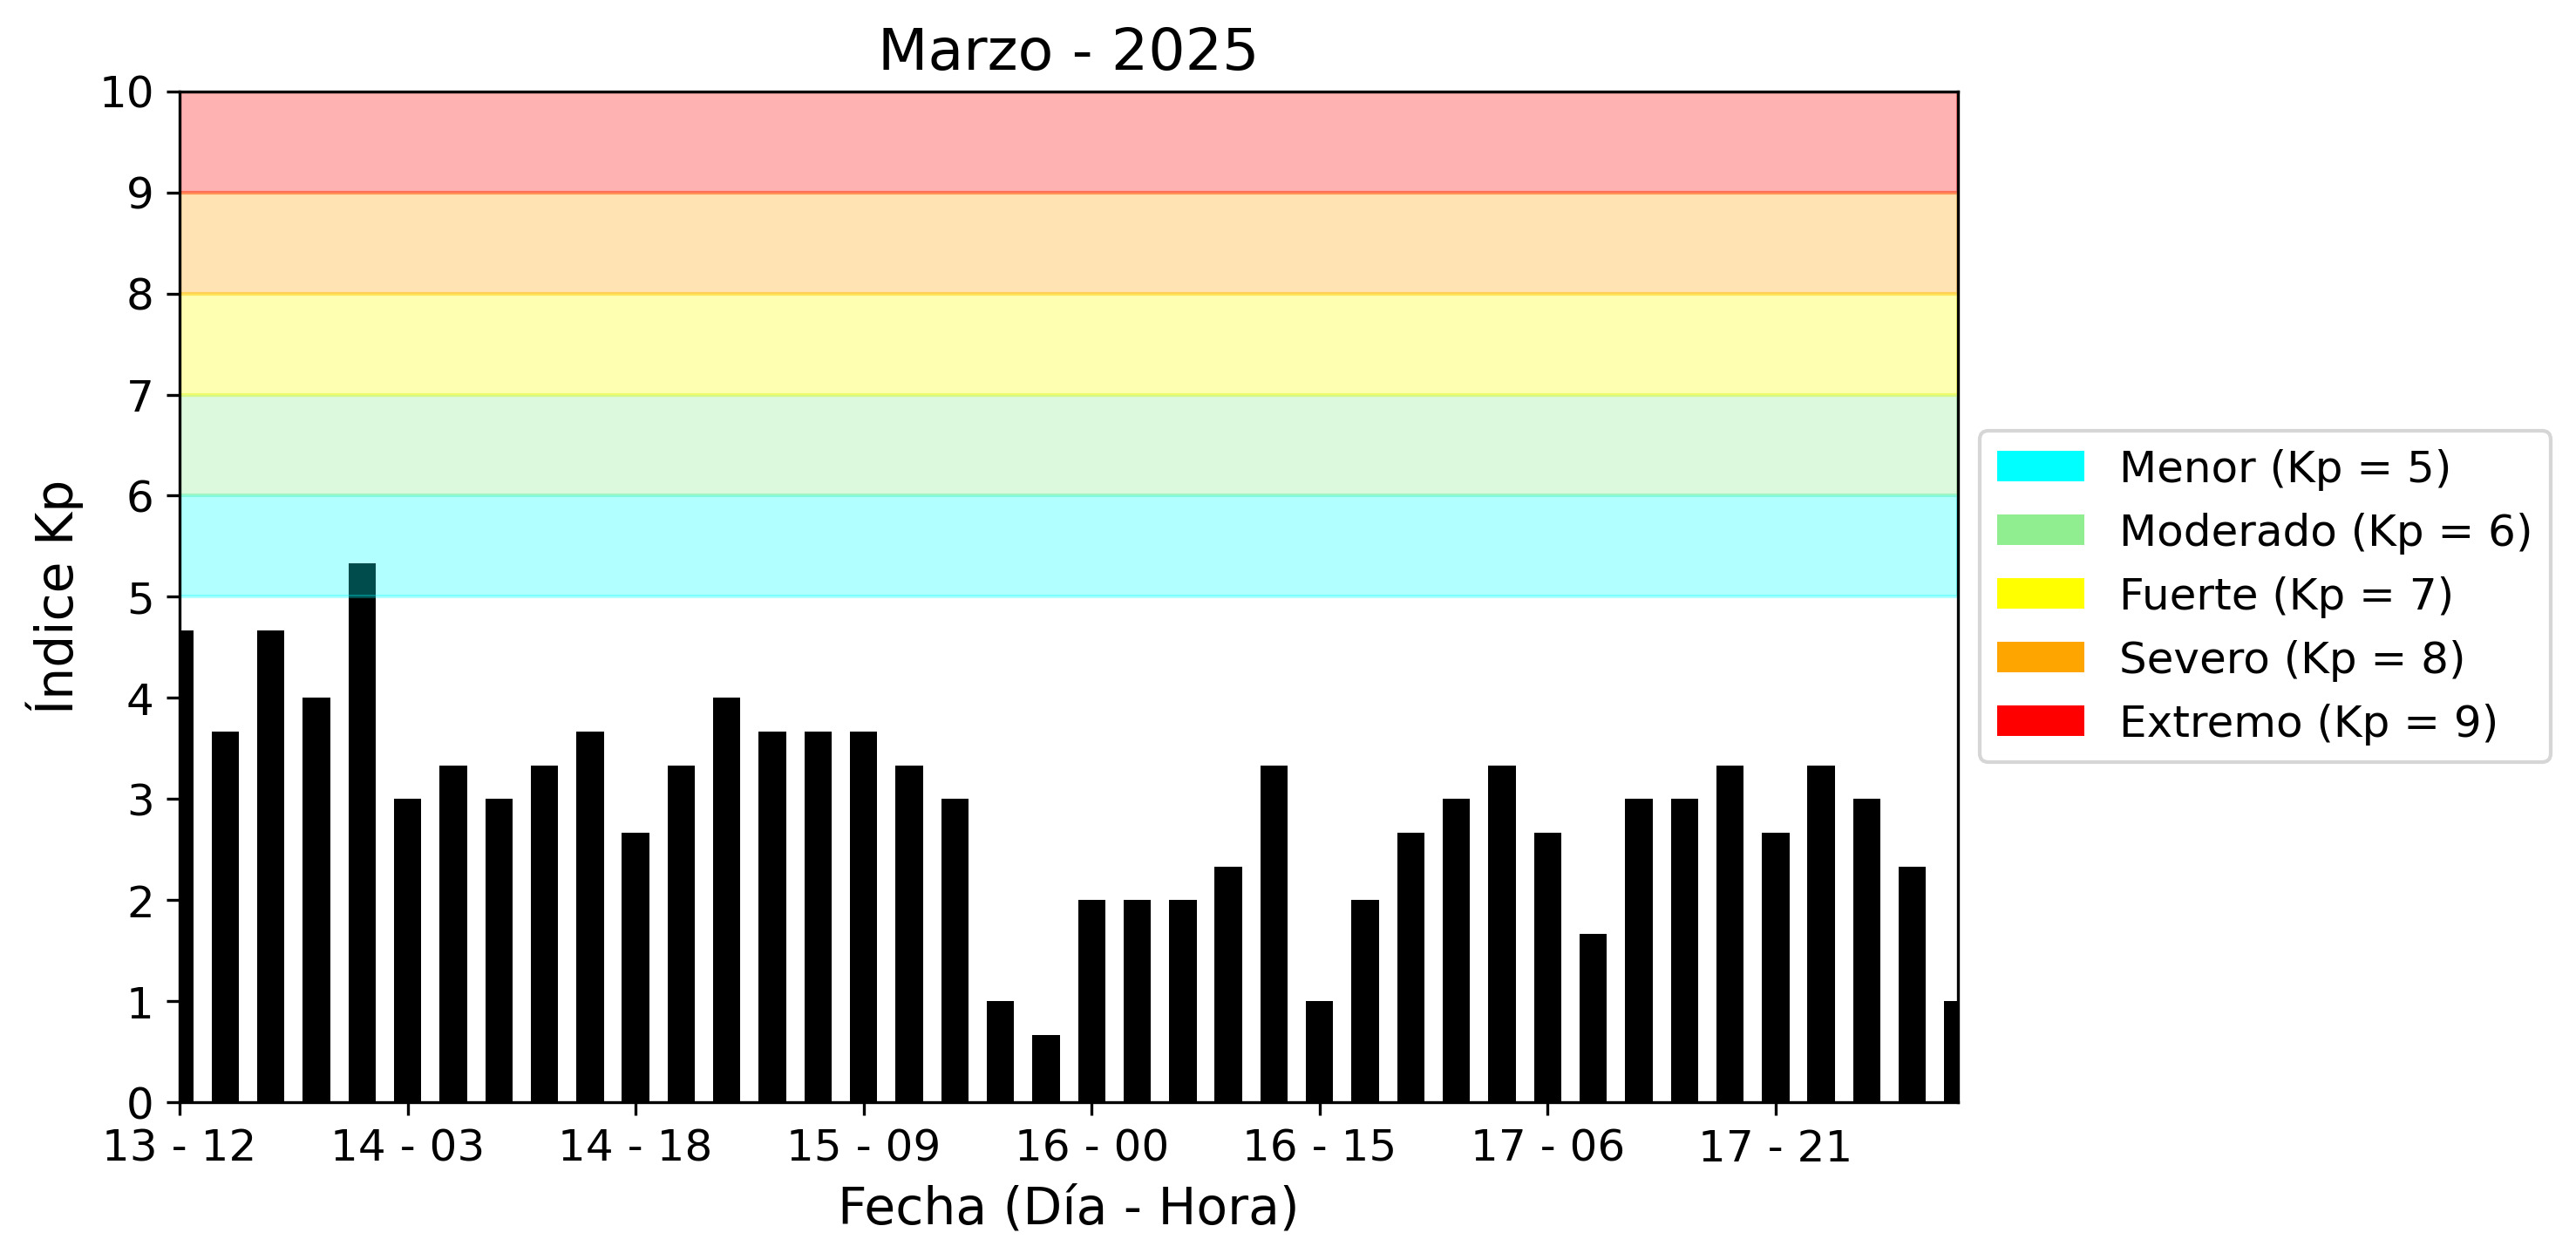 Marzo - 2025
10
9
8
7
6
5
4
3
2
1
0
Índice Kp
13 - 12
14 - 03
14 - 18
15 - 09
16 - 00
16 - 15
17 - 06
17 - 21
Fecha (Día - Hora)
Menor (Kp = 5)
Moderado (Kp = 6)
Fuerte (Kp = 7)
Severo (Kp = 8)
Extremo (Kp = 9)